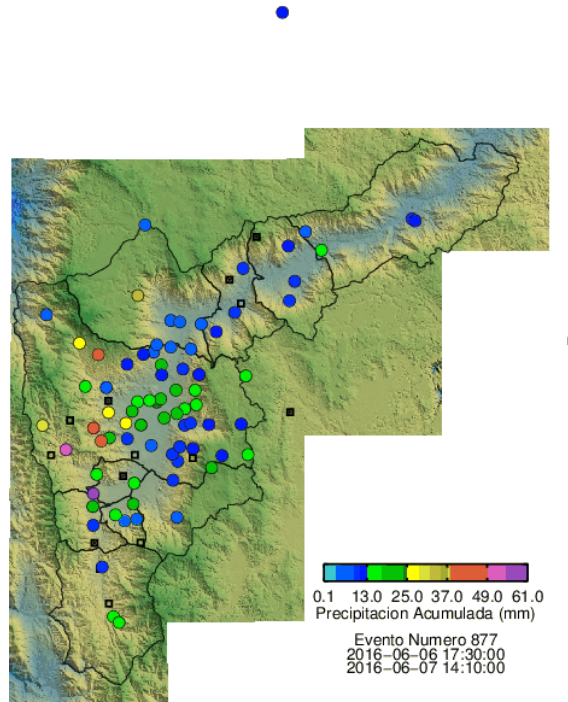 0.1 13.0 25.0 37.0 49.0 61.0
Precipitacion Acumulada (mm)
Evento Numero 877
2016−06−06 17:30:00
2016−06−07 14:10:00